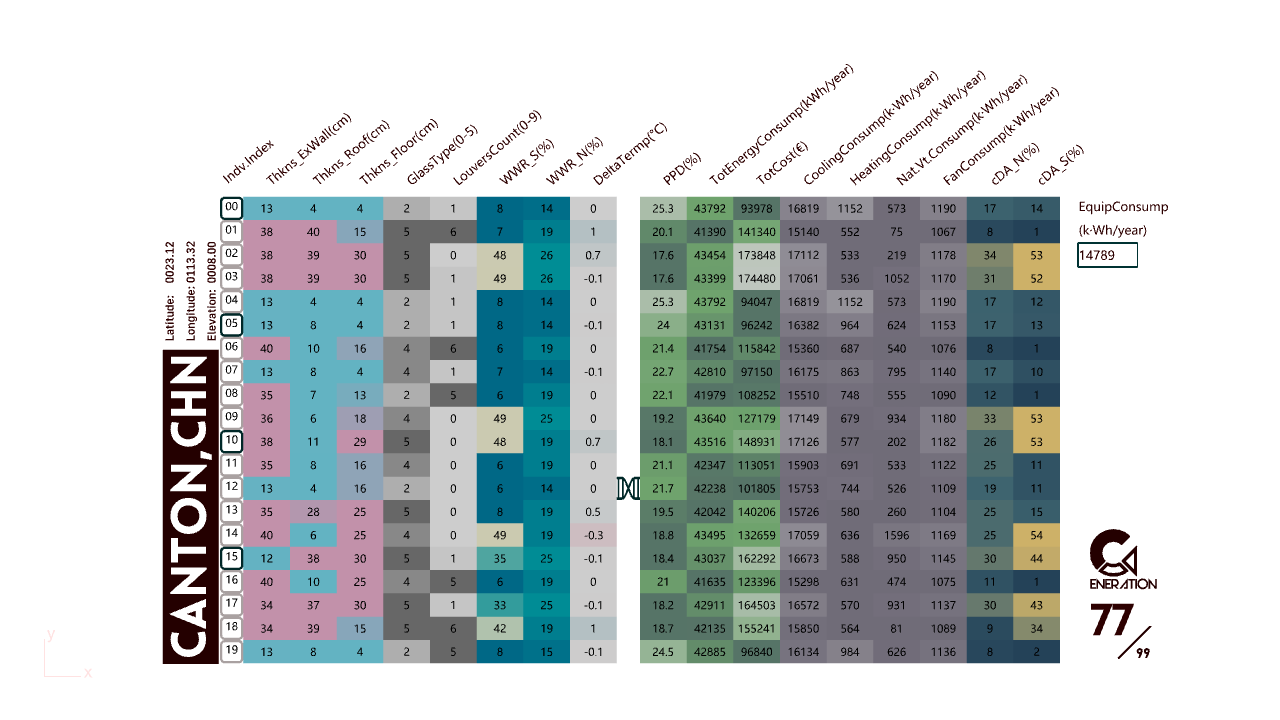 Indv.Index Thkns_ExWall(cm) Thkns_Roof(cm) Thkns_Floor(cm) GlassType(0-5) LouversCount(0-9) WWR_S(%) WWR_N(%) DeltaTermp(°C) PPD(%) TotEnergyConsump(kWh/year) TotCost(€) CoolingConsump(k·Wh/year) HeatingConsump(k·Wh/year) Nat.Vt.Consump(k·Wh/year) FanConsump(k·Wh/year) cDA_N(%) cDA_S(%)
00 13 4 4 2 1 8 14 0 25.3 43792 93978 16819 1152 573 1190 17 14
01 38 40 15 5 6 7 19 1 20.1 41390 141340 15140 552 75 1067 8 1
02 38 39 30 5 0 48 26 0.7 17.6 43454 173848 17112 533 219 1178 34 53
03 38 39 30 5 1 49 26 -0.1 17.6 43399 174480 17061 536 1052 1170 31 52
04 13 4 4 2 1 8 14 0 25.3 43792 94047 16819 1152 573 1190 17 12
05 13 8 4 2 1 8 14 -0.1 24 43131 96242 16382 964 624 1153 17 13
06 40 10 16 4 6 6 19 0 21.4 41754 115842 15360 687 540 1076 8 1
07 13 8 4 4 1 7 14 -0.1 22.7 42810 97150 16175 863 795 1140 17 10
08 35 7 13 2 5 6 19 0 22.1 41979 108252 15510 748 555 1090 12 1
09 36 6 18 4 0 49 25 0 19.2 43640 127179 17149 679 934 1180 33 53
10 38 11 29 5 0 48 19 0.7 18.1 43516 148931 17126 577 202 1182 26 53
11 35 8 16 4 0 6 19 0 21.1 42347 113051 15903 691 533 1122 25 11
12 13 4 16 2 0 6 14 0 21.7 42238 101805 15753 744 526 1109 19 11
13 35 28 25 5 0 8 19 0.5 19.5 42042 140206 15726 580 260 1104 25 15
14 40 6 25 4 0 49 19 -0.3 18.8 43495 132659 17059 636 1596 1169 25 54
15 12 38 30 5 1 35 25 -0.1 18.4 43037 162292 16673 588 950 1145 30 44
16 40 10 25 4 5 6 19 0 21 41635 123396 15298 631 474 1075 11 1
17 34 37 30 5 1 33 25 -0.1 18.2 42911 164503 16572 570 931 1137 30 43
18 34 39 15 5 6 42 19 1 18.7 42135 155241 15850 564 81 1089 9 34
19 13 8 4 2 5 8 15 -0.1 24.5 42885 96840 16134 984 626 1136 8 2
Latitude: 0023.12
Longitude: 0113.32
Elevation: 0008.00
CANTON,CHN
EquipConsump
(k·Wh/year)
14789
ENERATION
77/99
y
x